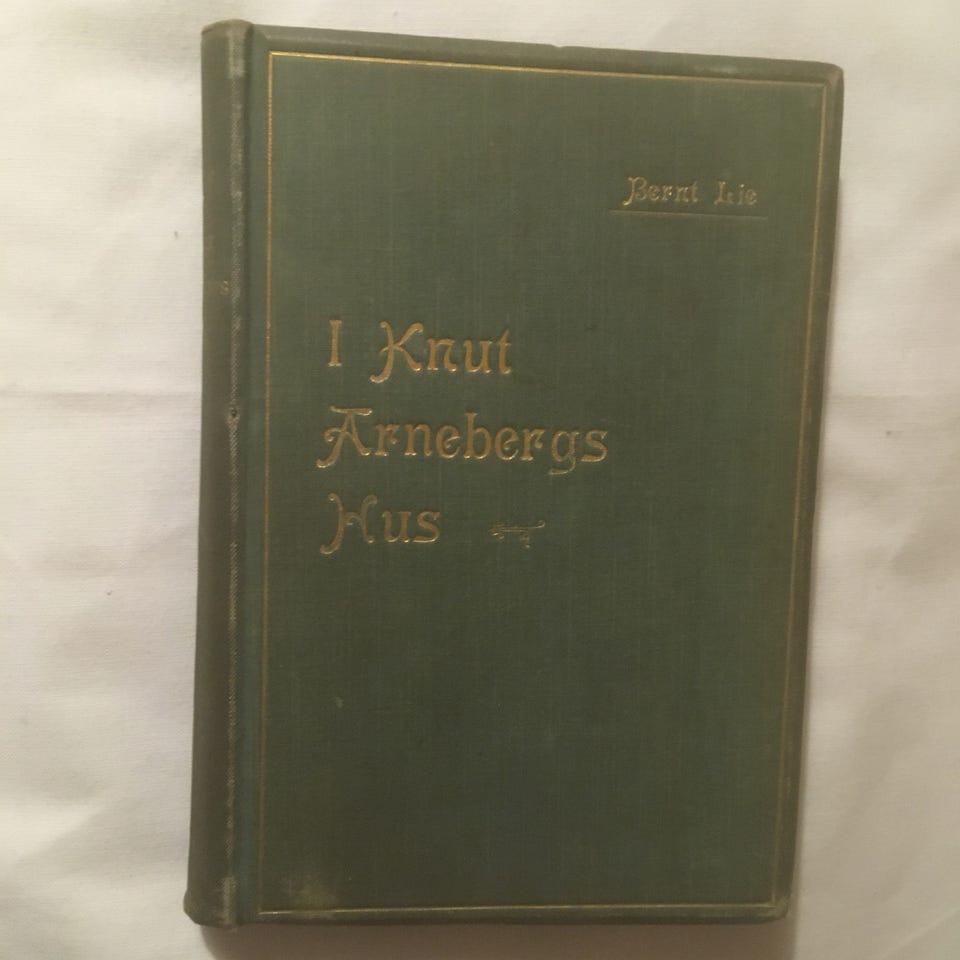 Bernt Lie
I Knut
Arnebergs
Hus